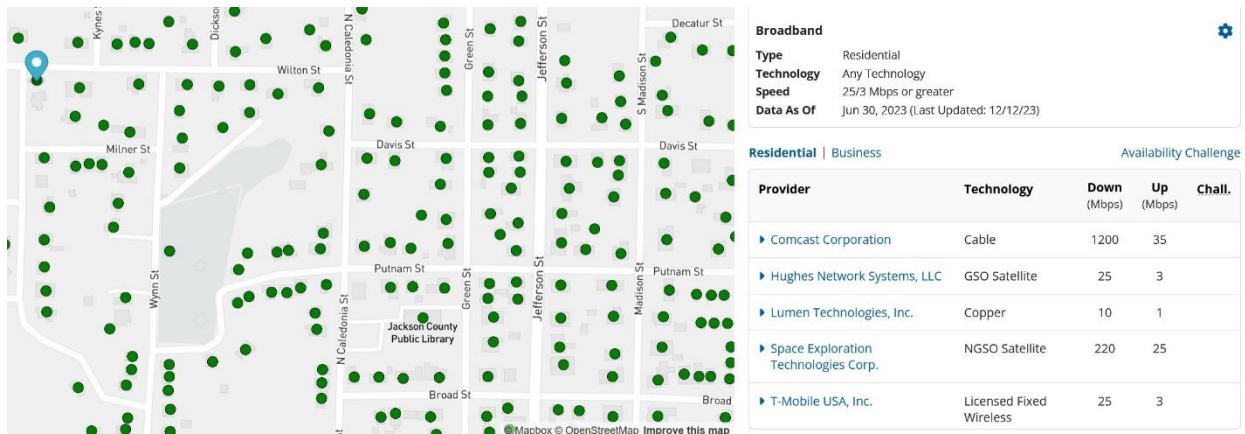 Kynes
Dickso
N Caledonia St
Green St
Jefferson St
Decatur St
S Madison St
Wilton St
Milner St
Davis St
Davis St
Wynn St
Putnam St
Green St
Jefferson St
Madison St
Putnam St
N Caledonia St
Jackson County
Public Library
Broad St
Broad
© Mapbox © OpenStreetMap Improve this map
Broadband
Type Residential
Technology Any Technology
Speed 25/3 Mbps or greater
Data As Of Jun 30, 2023 (Last Updated: 12/12/23)
Residential | Business Availability Challenge
Provider Technology Down Up Chall.
(Mbps) (Mbps)
Comcast Corporation Cable 1200 35
Hughes Network Systems, LLC GSO Satellite 25 3
Lumen Technologies, Inc. Copper 10 1
Space Exploration NGSO Satellite 220 25
Technologies Corp.
T-Mobile USA, Inc. Licensed Fixed 25 3
Wireless